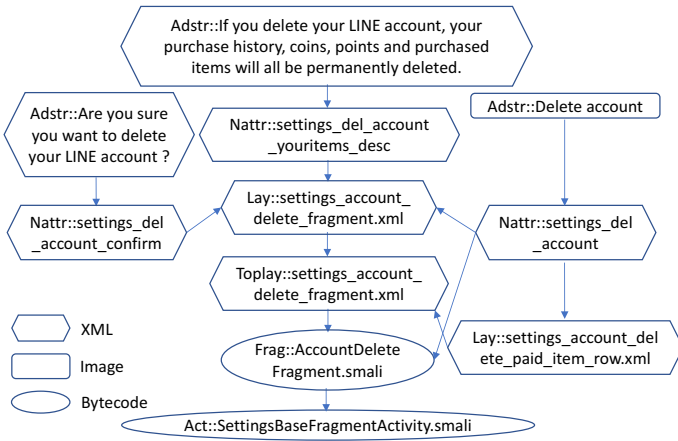 Adstr::If you delete your LINE account, your
purchase history, coins, points and purchased
items will all be permanently deleted.
Adstr::Are you sure
you want to delete
your LINE account ?
Adstr::Delete account
Nattr::settings_del_account
_youritems_desc
Nattr::settings_del
_account_confirm
Lay::settings_account_
delete_fragment.xml
Nattr::settings_del
_account
Toplay::settings_account_
delete_fragment.xml
Lay::settings_account_del
ete_paid_item_row.xml
Frag::AccountDelete
Fragment.smali
Act::SettingsBaseFragmentActivity.smali
XML
Image
Bytecode